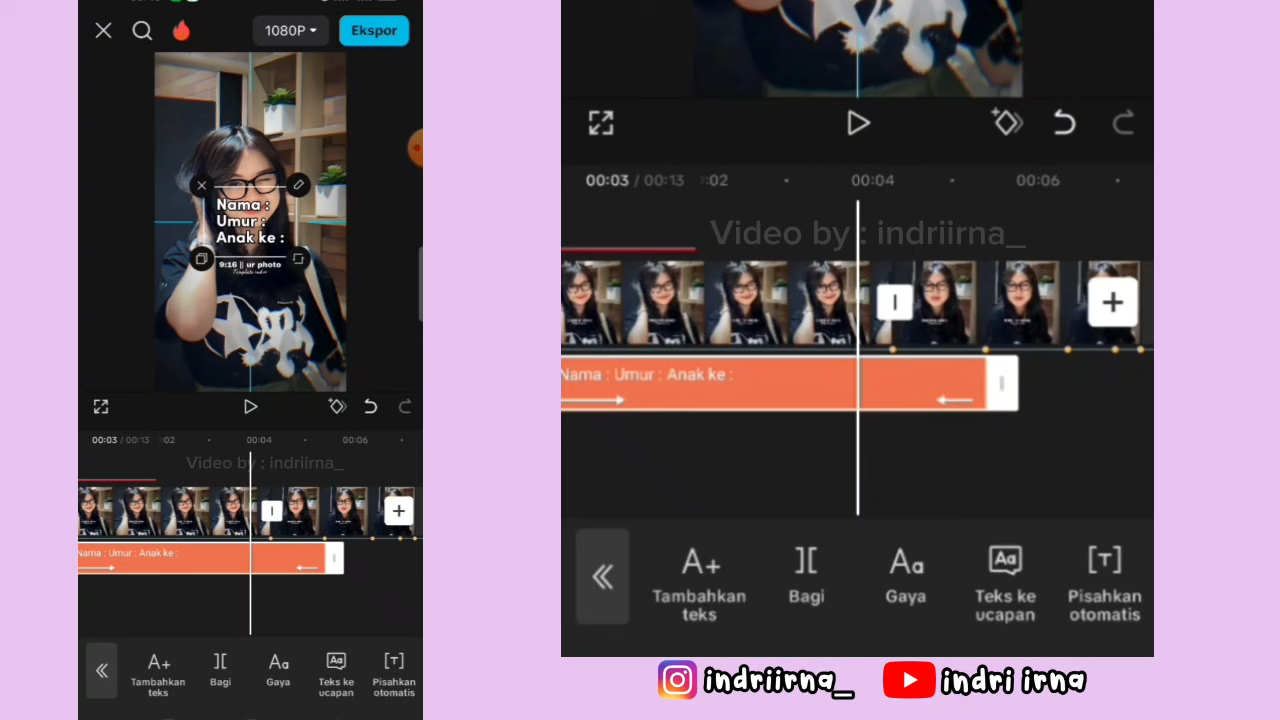 1080P
Ekspor
Nama :
Umur :
Anak ke :
9:16 || ur photo
Template indri
00:03 / 00:13
:02
00:04
00:06
Video by : indriirna_
Nama : Umur : Anak ke :
Tambahkan teks
Bagi
Gaya
Teks ke ucapan
Pisahkan otomatis
00:03 / 00:13
:02
00:04
00:06
Video by : indriirna_
Nama : Umur : Anak ke :
Tambahkan teks
Bagi
Gaya
Teks ke ucapan
Pisahkan otomatis
indriirna_
indri irna